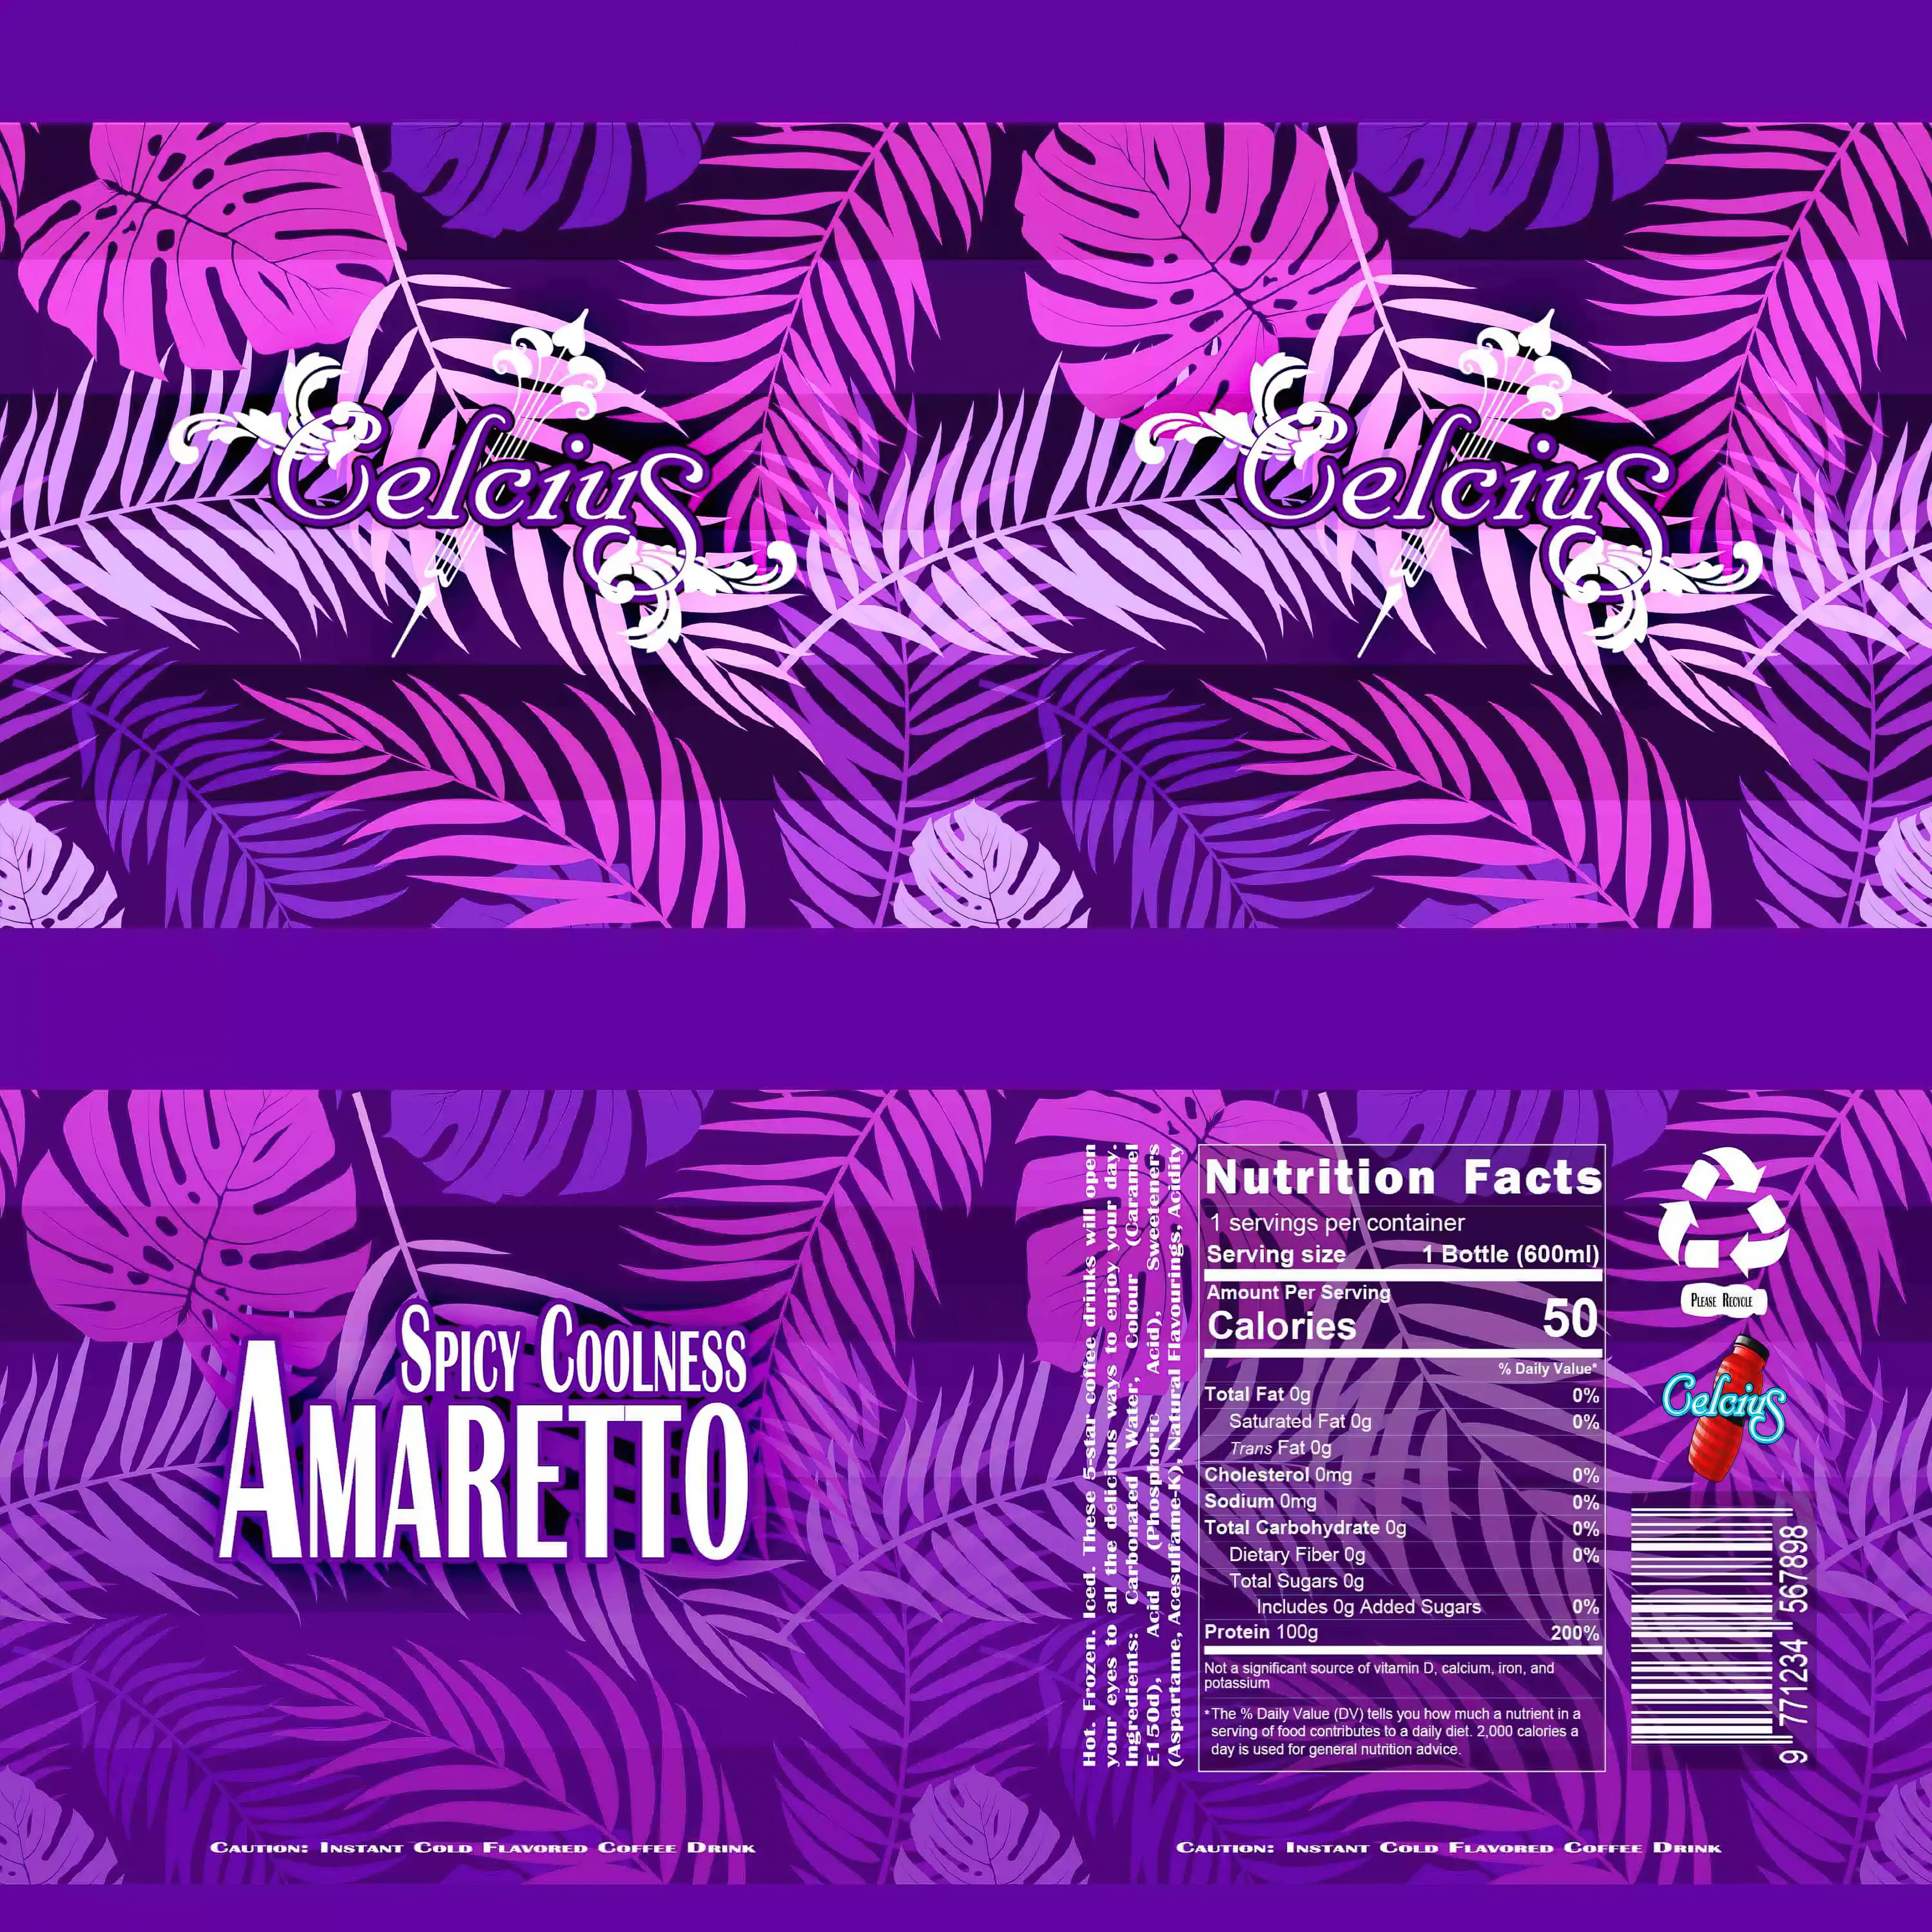 Celcius
Celcius
Spicy Coolness
Amaretto
Caution: Instant Cold Flavored Coffee Drink
Hot. Frozen. Iced. These 5-star coffee drinks will open
your eyes to all the delicious ways to enjoy your day.
Ingredients: Carbonated Water, Colour (Caramel
E150d), Acid (Phosphoric Acid), Sweeteners
(Aspartame, Acesulfame-K), Natural Flavourings, Acidity
Nutrition Facts
1 servings per container
Serving size 1 Bottle (600ml)
Amount Per Serving
Calories 50
% Daily Value*
Total Fat 0g 0%
Saturated Fat 0g 0%
Trans Fat 0g
Cholesterol 0mg 0%
Sodium 0mg 0%
Total Carbohydrate 0g 0%
Dietary Fiber 0g 0%
Total Sugars 0g
Includes 0g Added Sugars 0%
Protein 100g 200%
Not a significant source of vitamin D, calcium, iron, and
potassium
*The % Daily Value (DV) tells you how much a nutrient in a
serving of food contributes to a daily diet. 2,000 calories a
day is used for general nutrition advice.
Please Recycle
Celcius
9 771234 567898
Caution: Instant Cold Flavored Coffee Drink